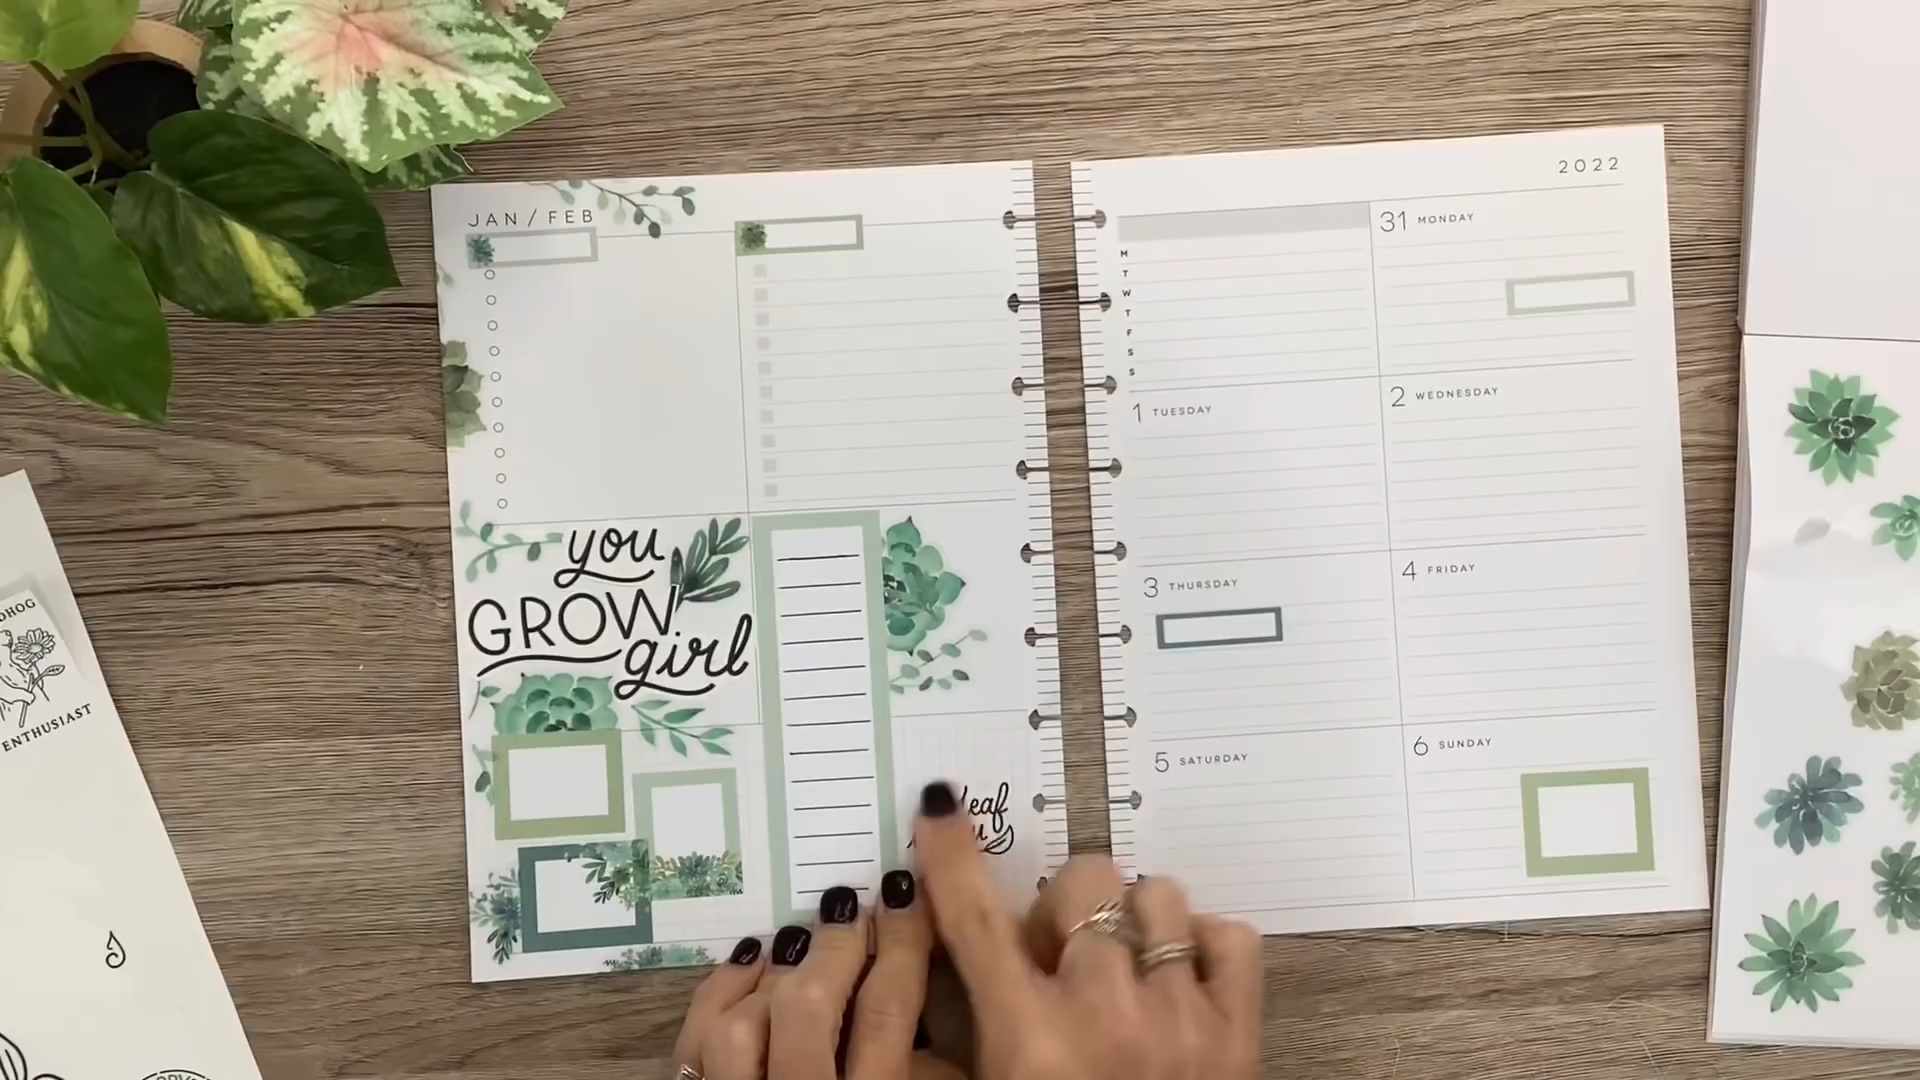 JAN/FEB
you
GROW
girl
leaf
2022
M
T
W
T
F
S
S
31 MONDAY
1 TUESDAY
2 WEDNESDAY
3 THURSDAY
4 FRIDAY
5 SATURDAY
6 SUNDAY
ENTHUSIAST